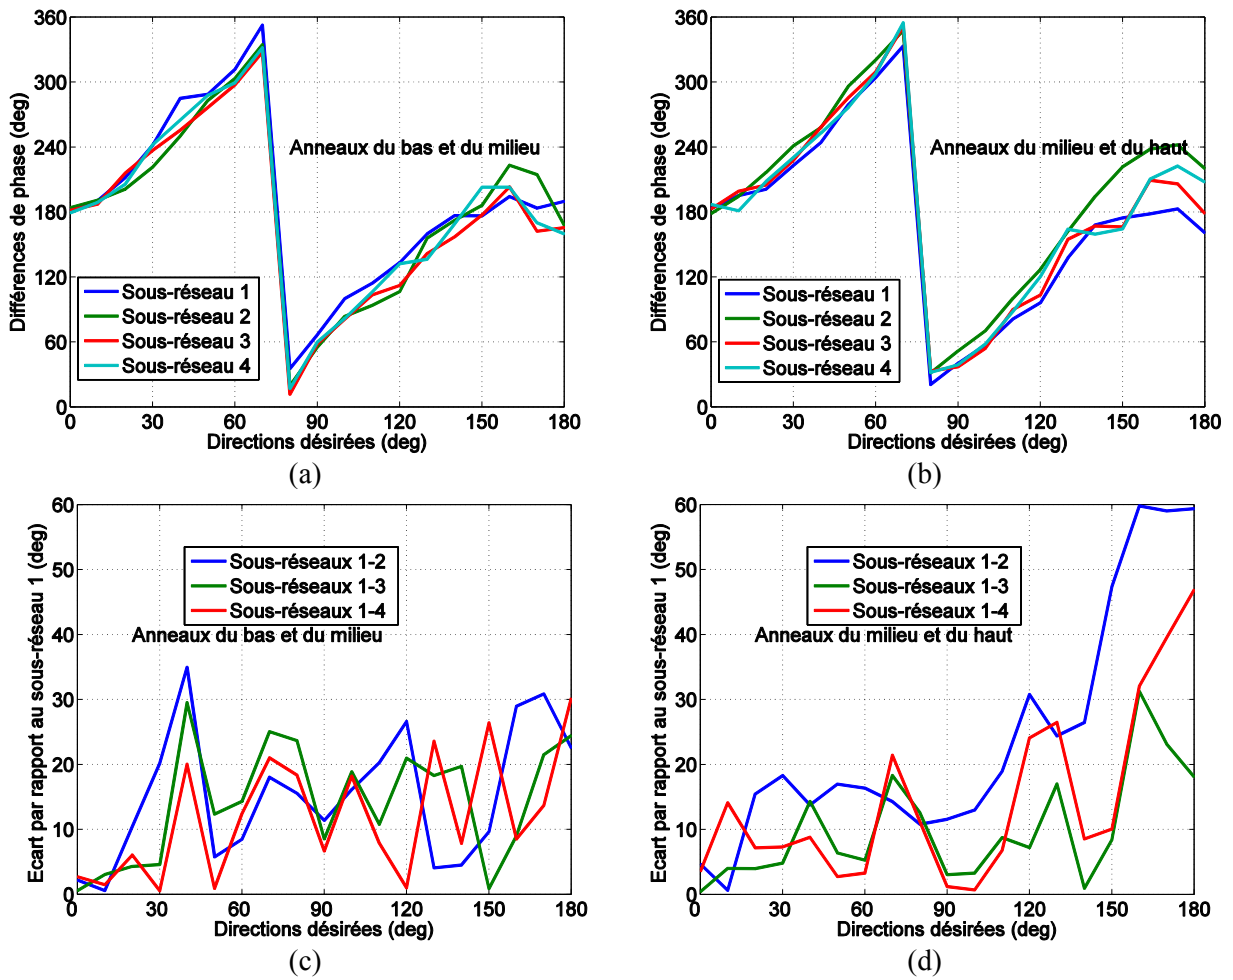 360
300
240
180
120
60
0
Différences de phase (deg)
Anneaux du bas et du milieu
Sous-réseau 1
Sous-réseau 2
Sous-réseau 3
Sous-réseau 4
0 30 60 90 120 150 180
Directions désirées (deg)
(a)
360
300
240
180
120
60
0
Différences de phase (deg)
Anneaux du milieu et du haut
Sous-réseau 1
Sous-réseau 2
Sous-réseau 3
Sous-réseau 4
0 30 60 90 120 150 180
Directions désirées (deg)
(b)
60
50
40
30
20
10
0
Ecart par rapport au sous-réseau 1 (deg)
Sous-réseaux 1-2
Sous-réseaux 1-3
Sous-réseaux 1-4
Anneaux du bas et du milieu
0 30 60 90 120 150 180
Directions désirées (deg)
(c)
60
50
40
30
20
10
0
Ecart par rapport au sous-réseau 1 (deg)
Sous-réseaux 1-2
Sous-réseaux 1-3
Sous-réseaux 1-4
Anneaux du milieu et du haut
0 30 60 90 120 150 180
Directions désirées (deg)
(d)